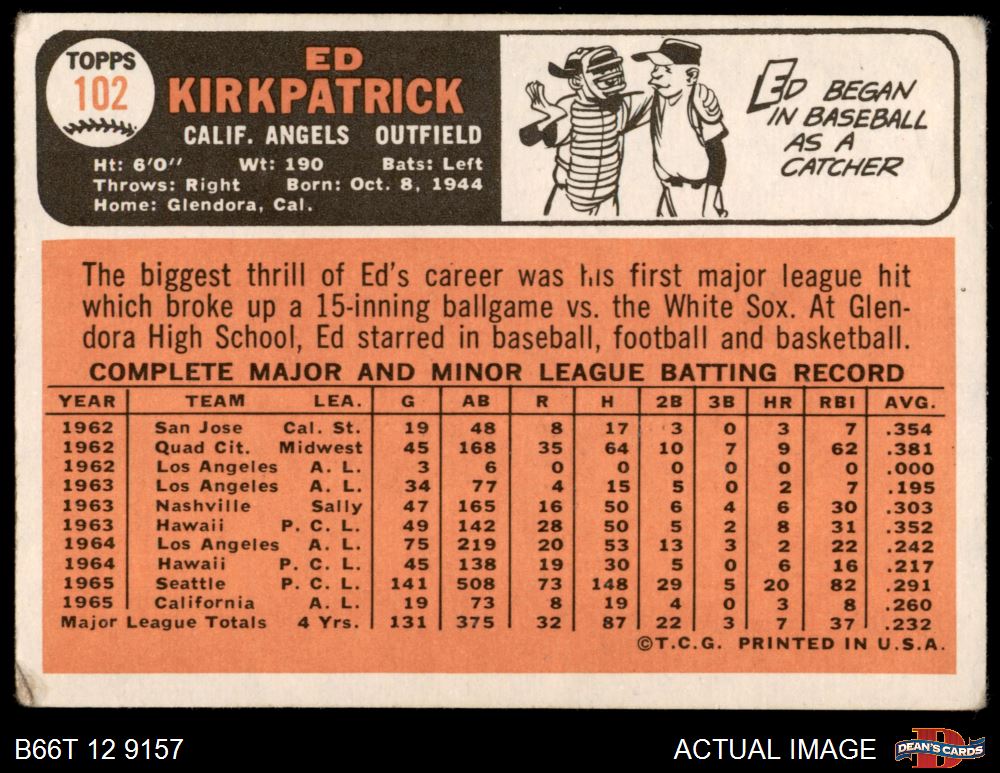 TOPPS
102
ED
KIRKPATRICK
CALIF. ANGELS OUTFIELD
Ht: 6'0" Wt: 190 Bats: Left
Throws: Right Born: Oct. 8, 1944
Home: Glendora, Cal.
ED BEGAN
IN BASEBALL
AS A
CATCHER
The biggest thrill of Ed's career was his first major league hit
which broke up a 15-inning ballgame vs. the White Sox. At Glen-
dora High School, Ed starred in baseball, football and basketball.
COMPLETE MAJOR AND MINOR LEAGUE BATTING RECORD
YEAR TEAM LEA. G AB R H 2B 3B HR RBI AVG.
1962 San Jose Cal. St. 19 48 8 17 3 0 3 7 .354
1962 Quad Cit. Midwest 45 168 35 64 10 7 9 62 .381
1962 Los Angeles A. L. 3 6 0 0 0 0 0 0 .000
1963 Los Angeles A. L. 34 77 4 15 5 0 2 7 .195
1963 Nashville Sally 47 165 16 50 6 4 6 30 .303
1963 Hawaii P. C. L. 49 142 28 50 5 2 8 31 .352
1964 Los Angeles A. L. 75 219 20 53 13 3 2 22 .242
1964 Hawaii P. C. L. 45 138 19 30 5 0 6 16 .217
1965 Seattle P. C. L. 141 508 73 148 29 5 20 82 .291
1965 California A. L. 19 73 8 19 4 0 3 8 .260
Major League Totals 4 Yrs. 131 375 32 87 22 3 7 37 .232
©T.C.G. PRINTED IN U.S.A.
B66T 12 9157
ACTUAL IMAGE
DEAN'S CARDS